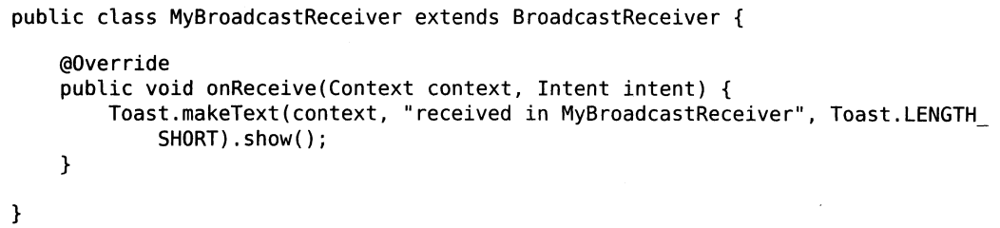 public class MyBroadcastReceiver extends BroadcastReceiver {
    @Override
    public void onReceive(Context context, Intent intent) {
        Toast.makeText(context, "received in MyBroadcastReceiver", Toast.LENGTH_
            SHORT).show();
    }
}